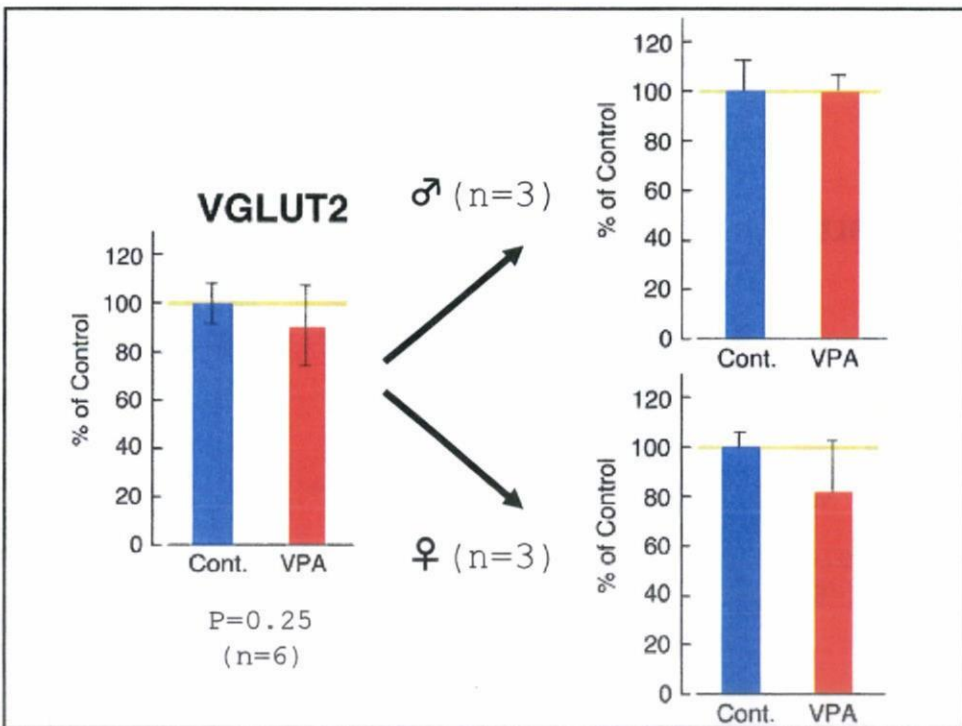 VGLUT2
% of Control
120
100
80
60
40
20
0
Cont. VPA
P=0.25
(n=6)
♂ (n=3)
% of Control
120
100
80
60
40
20
0
Cont. VPA
♀ (n=3)
% of Control
120
100
80
60
40
20
0
Cont. VPA